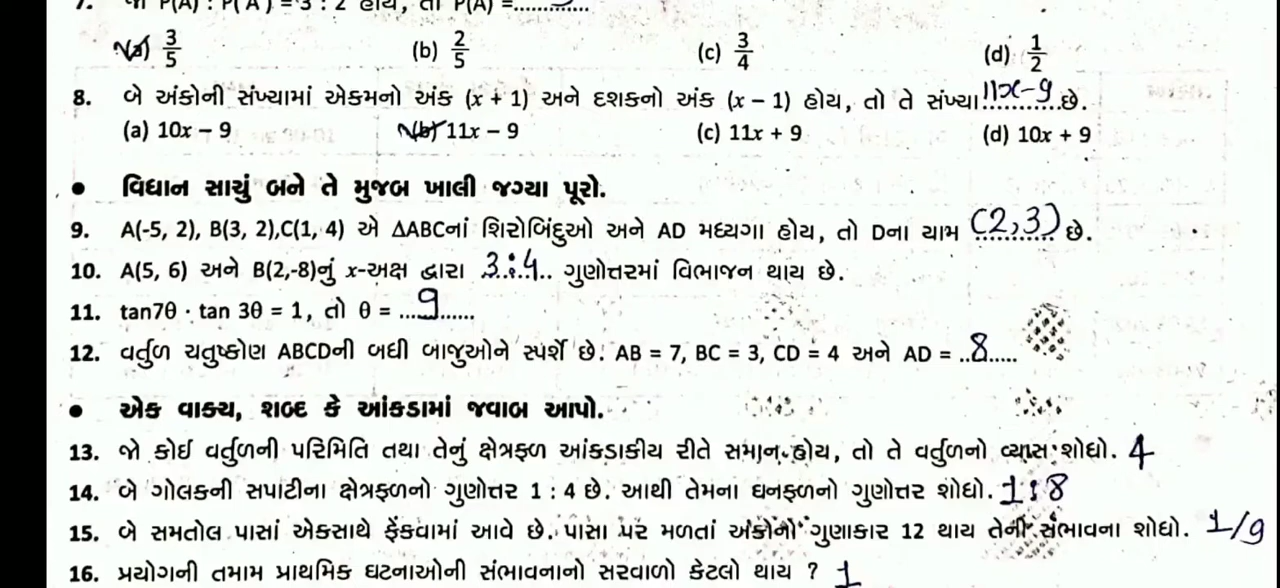 7. જો P(A) : P(A̅) = 3 : 2 હોય, તો P(A) =.............
(a) 3/5 (b) 2/5 (c) 3/4 (d) 1/2
8. બે અંકોની સંખ્યામાં એકમનો અંક (x + 1) અને દશકનો અંક (x – 1) હોય, તો તે સંખ્યા 11x-9 છે.
(a) 10x – 9 (b) 11x – 9 (c) 11x + 9 (d) 10x + 9
• વિધાન સાચું બને તે મુજબ ખાલી જગ્યા પૂરો.
9. A(-5, 2), B(3, 2),C(1, 4) એ ΔABCનાં શિરોબિંદુઓ અને AD મધ્યગા હોય, તો Dના યામ (2,3) છે.
10. A(5, 6) અને B(2,-8)નું x-અક્ષ દ્વારા 3:4 ગુણોત્તરમાં વિભાજન થાય છે.
11. tan7θ · tan 3θ = 1, તો θ = ...9......
12. વર્તુળ ચતુષ્કોણ ABCDની બધી બાજુઓને સ્પર્શે છે. AB = 7, BC = 3, CD = 4 અને AD = ..8.....
• એક વાક્ય, શબ્દ કે આંકડામાં જવાબ આપો.
13. જો કોઈ વર્તુળની પરિમિતિ તથા તેનું ક્ષેત્રફળ આંકડાકીય રીતે સમાન હોય, તો તે વર્તુળનો વ્યાસ શોધો. 4
14. બે ગોલકની સપાટીના ક્ષેત્રફળનો ગુણોત્તર 1 : 4 છે. આથી તેમના ઘનફળનો ગુણોત્તર શોધો. 1:8
15. બે સમતોલ પાસાં એકસાથે ફેંકવામાં આવે છે. પાસા પર મળતાં અંકોનો ગુણાકાર 12 થાય તેની સંભાવના શોધો. 1/9
16. પ્રયોગની તમામ પ્રાથમિક ઘટનાઓની સંભાવનાનો સરવાળો કેટલો થાય ? 1